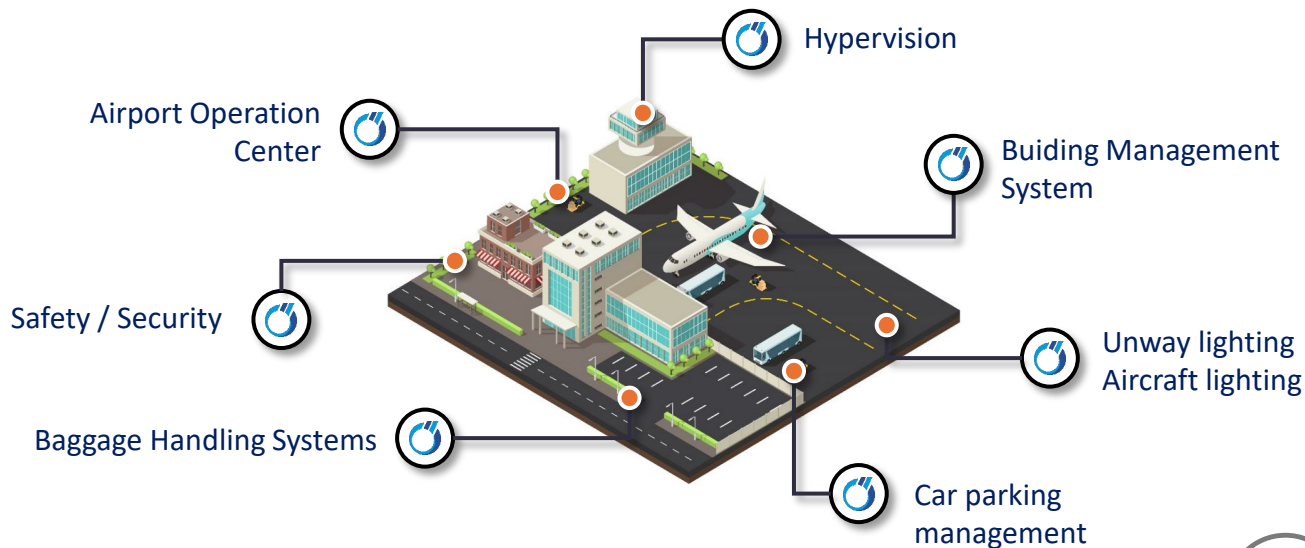 Hypervision
Airport Operation
Center
Buiding Management
System
Safety / Security
Unway lighting
Aircraft lighting
Baggage Handling Systems
Car parking
management